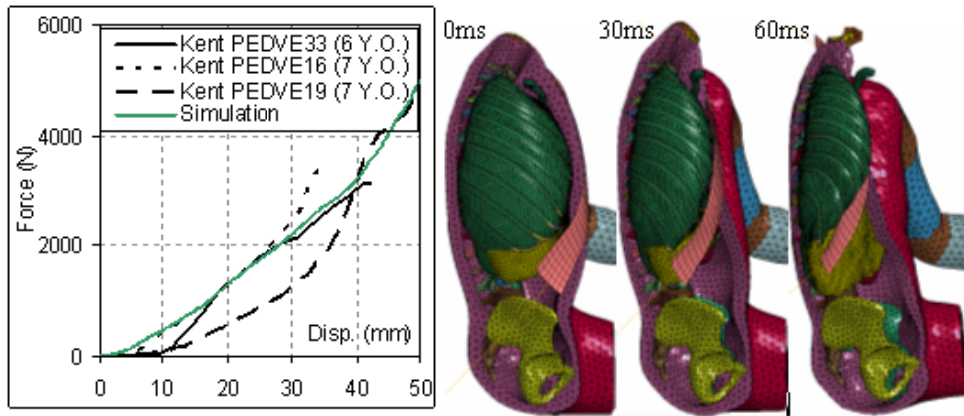 6000
4000
2000
0
Force (N)
Kent PEDVE33 (6 Y.O.)
Kent PEDVE16 (7 Y.O.)
Kent PEDVE19 (7 Y.O.)
Simulation
Disp. (mm)
0 10 20 30 40 50
0ms 30ms 60ms